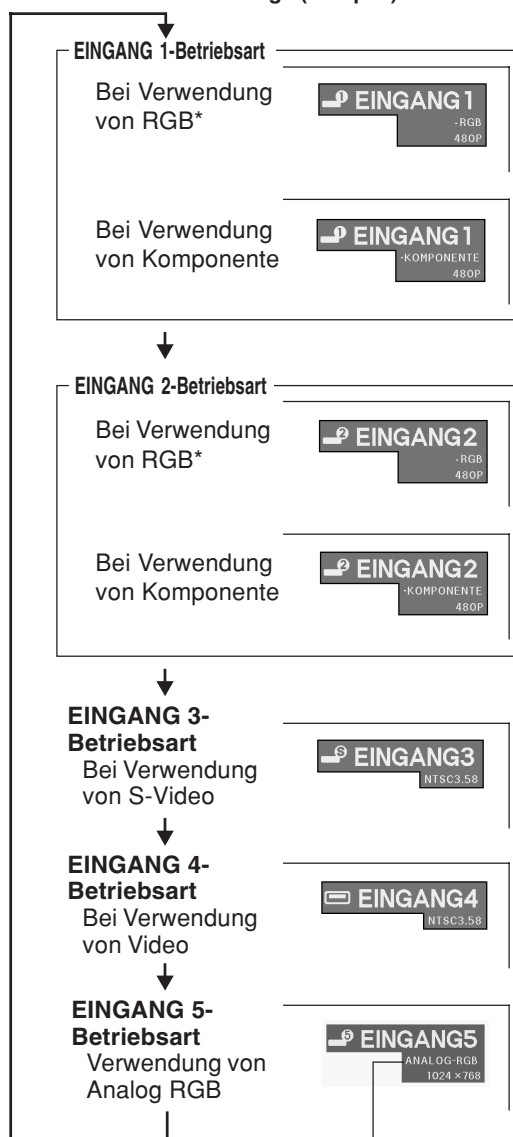 EINGANG 1-Betriebsart
Bei Verwendung
von RGB*
EINGANG1
·RGB
480P
Bei Verwendung
von Komponente
EINGANG1
·KOMPONENTE
480P
EINGANG 2-Betriebsart
Bei Verwendung
von RGB*
EINGANG2
·RGB
480P
Bei Verwendung
von Komponente
EINGANG2
·KOMPONENTE
480P
EINGANG 3-
Betriebsart
Bei Verwendung
von S-Video
EINGANG3
NTSC3.58
EINGANG 4-
Betriebsart
Bei Verwendung
von Video
EINGANG4
NTSC3.58
EINGANG 5-
Betriebsart
Verwendung von
Analog RGB
EINGANG5
ANALOG-RGB
1024 ×768